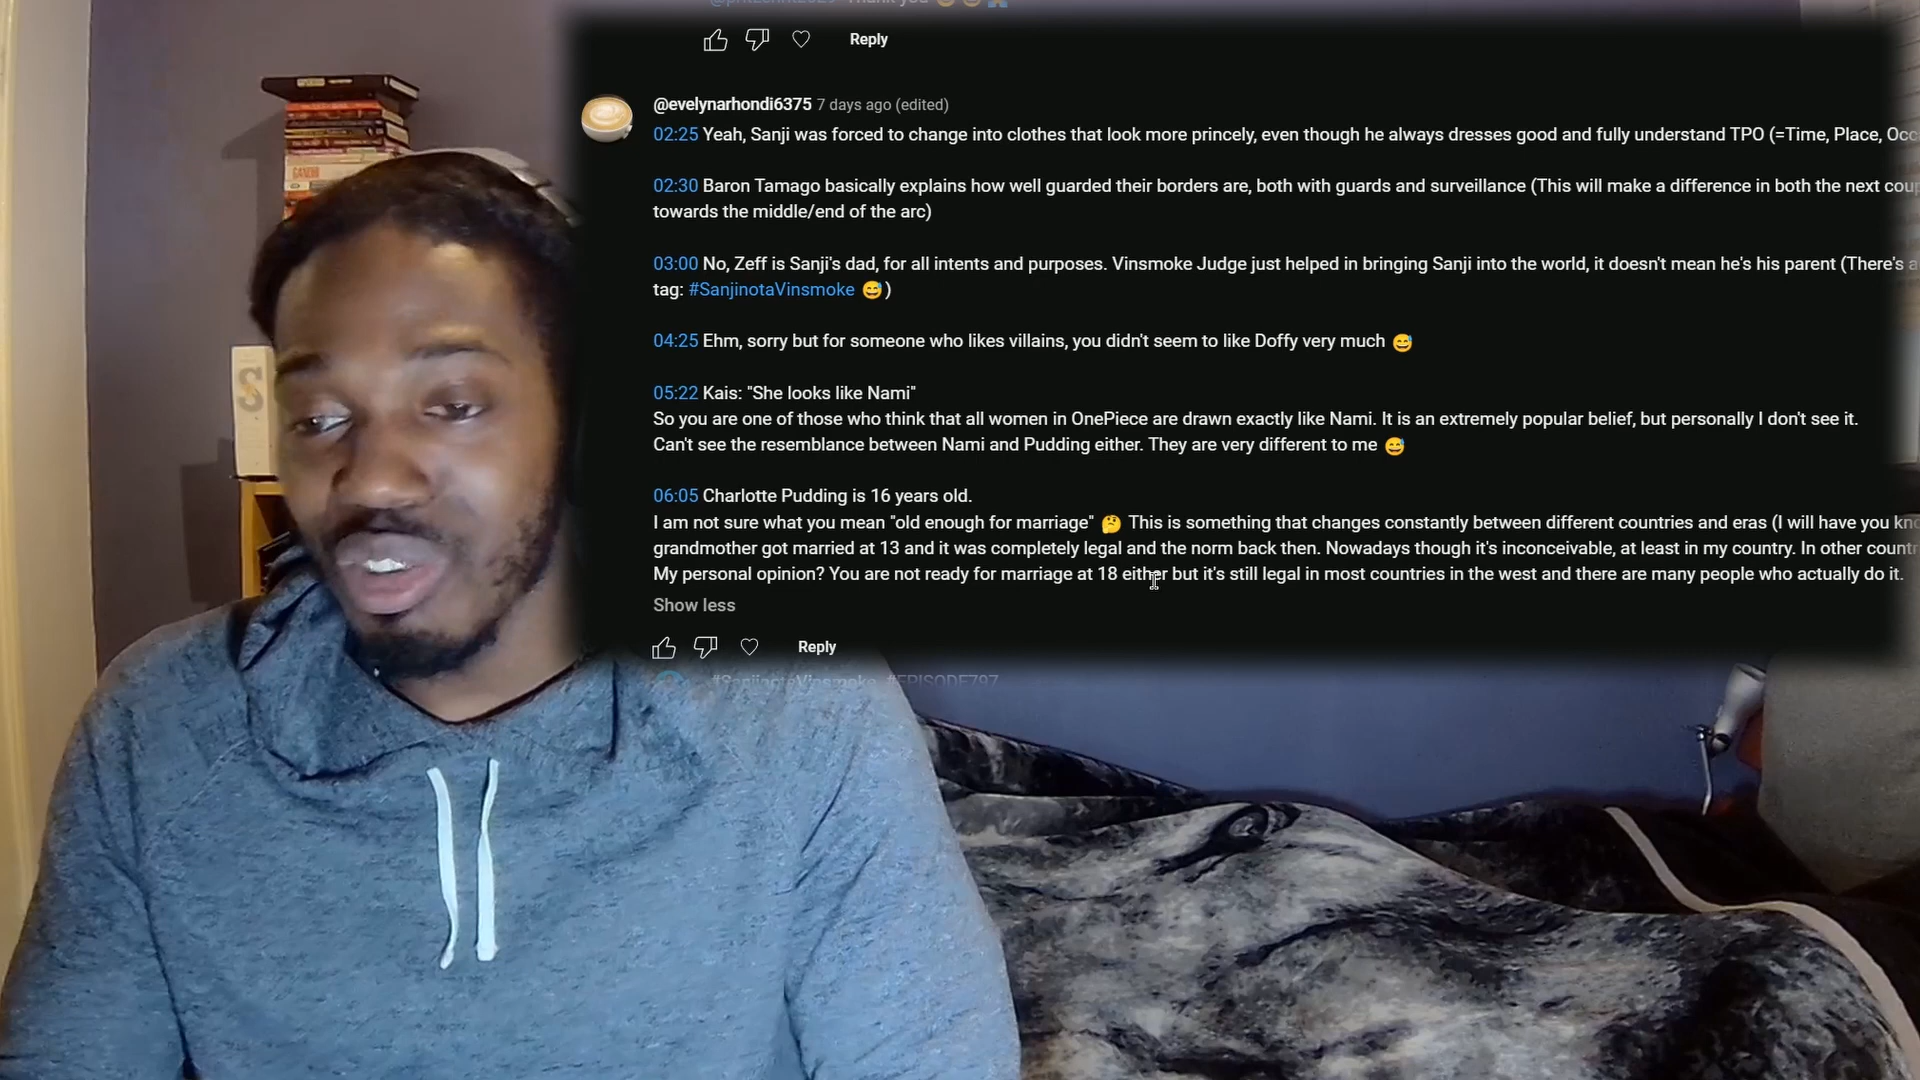 Reply
@evelynarhondi6375 7 days ago (edited)
02:25 Yeah, Sanji was forced to change into clothes that look more princely, even though he always dresses good and fully understand TPO (=Time, Place, Occ
02:30 Baron Tamago basically explains how well guarded their borders are, both with guards and surveillance (This will make a difference in both the next coup
towards the middle/end of the arc)
03:00 No, Zeff is Sanji's dad, for all intents and purposes. Vinsmoke Judge just helped in bringing Sanji into the world, it doesn't mean he's his parent (There's a
tag: #SanjinotaVinsmoke 😅)
04:25 Ehm, sorry but for someone who likes villains, you didn't seem to like Doffy very much 😅
05:22 Kais: "She looks like Nami"
So you are one of those who think that all women in OnePiece are drawn exactly like Nami. It is an extremely popular belief, but personally I don't see it.
Can't see the resemblance between Nami and Pudding either. They are very different to me 😅
06:05 Charlotte Pudding is 16 years old.
I am not sure what you mean "old enough for marriage" 🤔 This is something that changes constantly between different countries and eras (I will have you kno
grandmother got married at 13 and it was completely legal and the norm back then. Nowadays though it's inconceivable, at least in my country. In other countr
My personal opinion? You are not ready for marriage at 18 either but it's still legal in most countries in the west and there are many people who actually do it.
Show less
Reply
#SanjinotaVinsmoke #EPISODE797
GANDHI
S